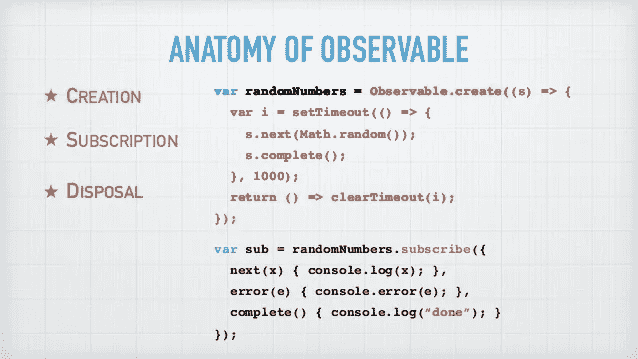 ANATOMY OF OBSERVABLE
★ CREATION
★ SUBSCRIPTION
★ DISPOSAL
var randomNumbers = Observable.create((s) => {
  var i = setTimeout(() => {
    s.next(Math.random());
    s.complete();
  }, 1000);
  return () => clearTimeout(i);
});
var sub = randomNumbers.subscribe({
  next(x) { console.log(x); },
  error(e) { console.error(e); },
  complete() { console.log(“done”); }
});